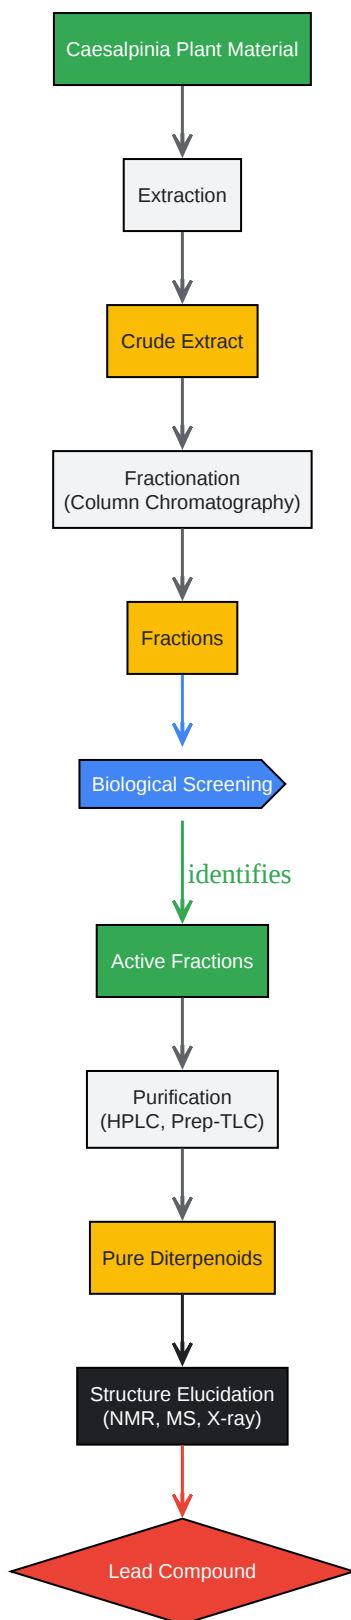 Caesalpinia Plant Material
Extraction
Crude Extract
Fractionation
(Column Chromatography)
Fractions
Biological Screening
identifies
Active Fractions
Purification
(HPLC, Prep-TLC)
Pure Diterpenoids
Structure Elucidation
(NMR, MS, X-ray)
Lead Compound